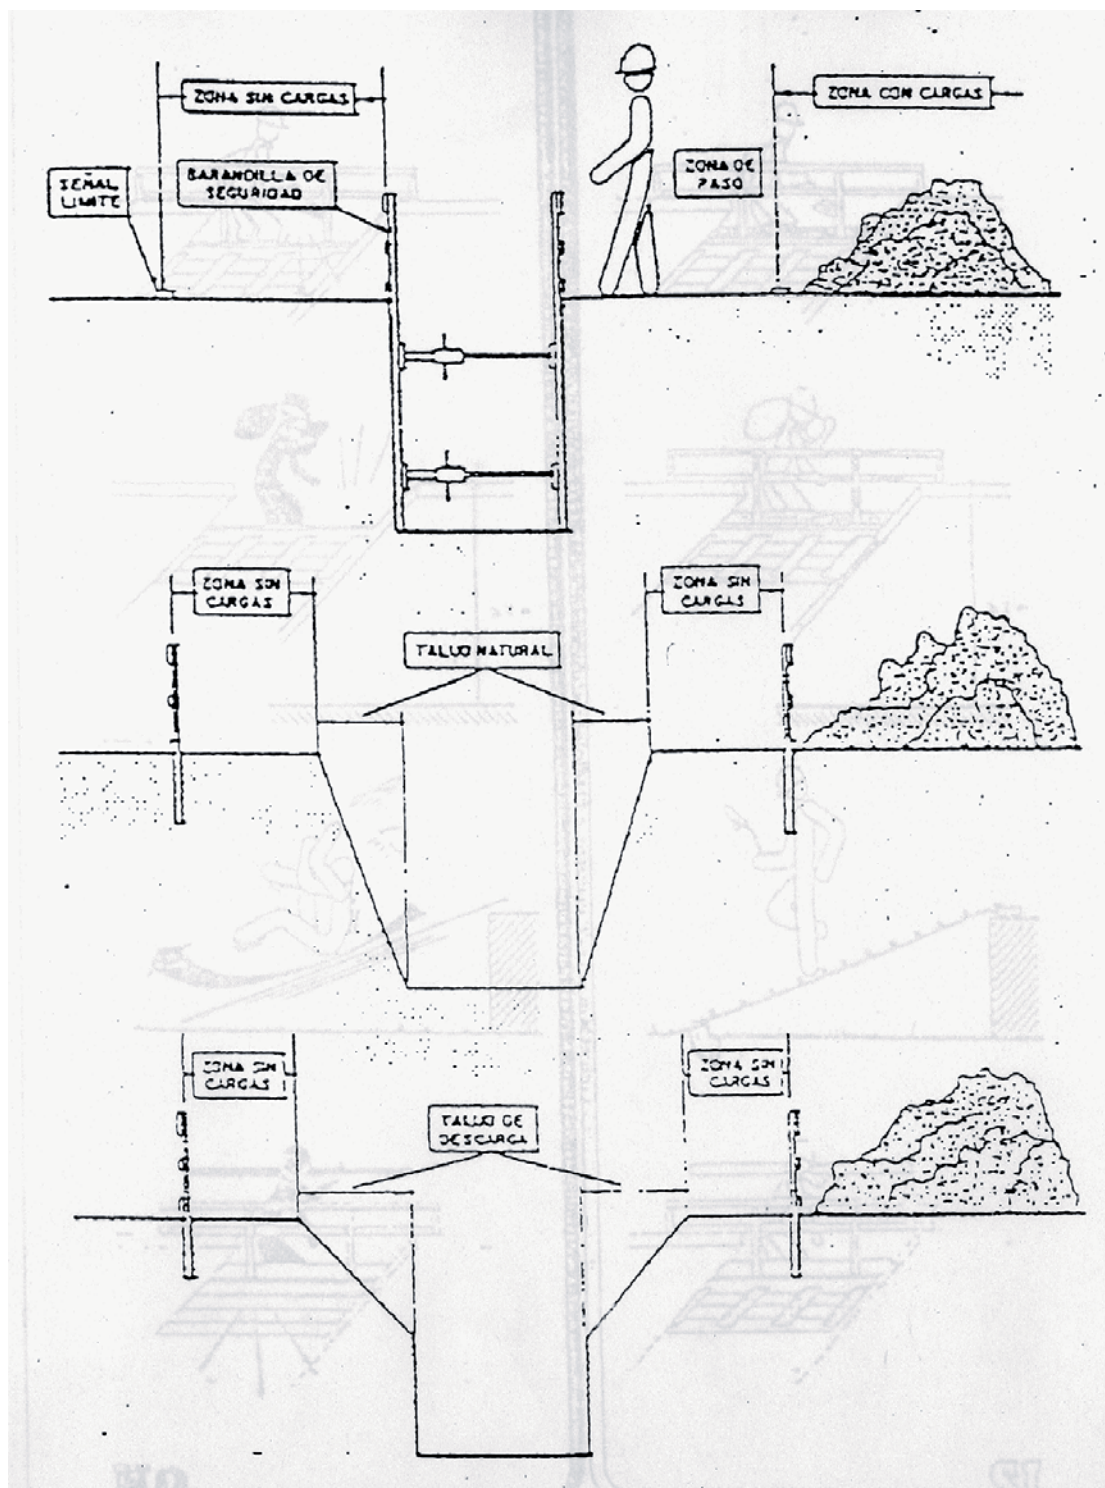 ZONA SIN CARGAS
ZONA CON CARGAS
SEÑAL
LIMITE
BARANDILLA DE
SEGURIDAD
ZONA DE
PASO
ZONA SIN
CARGAS
ZONA SIN
CARGAS
TALUD NATURAL
ZONA SIN
CARGAS
ZONA SIN
CARGAS
TALUD DE
DESCARGA